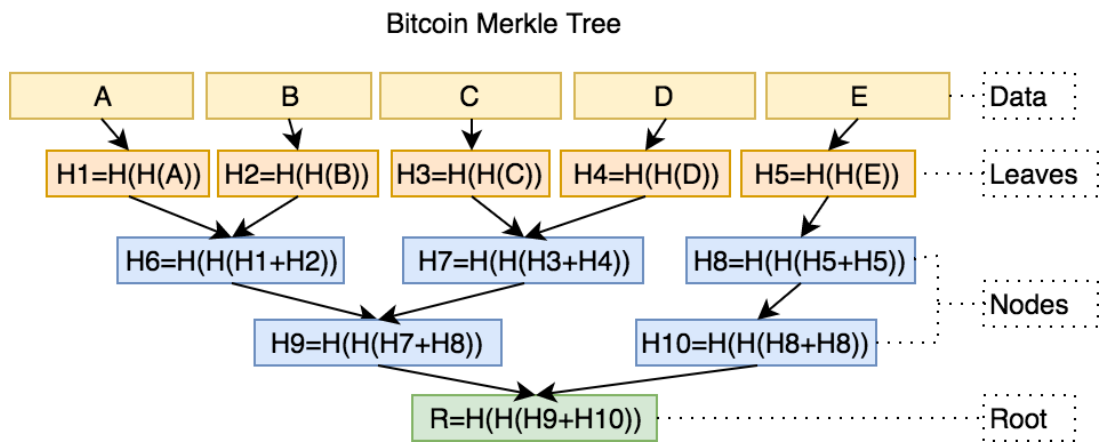 Bitcoin Merkle Tree
A
B
C
D
E
Data
H1=H(H(A))
H2=H(H(B))
H3=H(H(C))
H4=H(H(D))
H5=H(H(E))
Leaves
H6=H(H(H1+H2))
H7=H(H(H3+H4))
H8=H(H(H5+H5))
Nodes
H9=H(H(H7+H8))
H10=H(H(H8+H8))
R=H(H(H9+H10))
Root